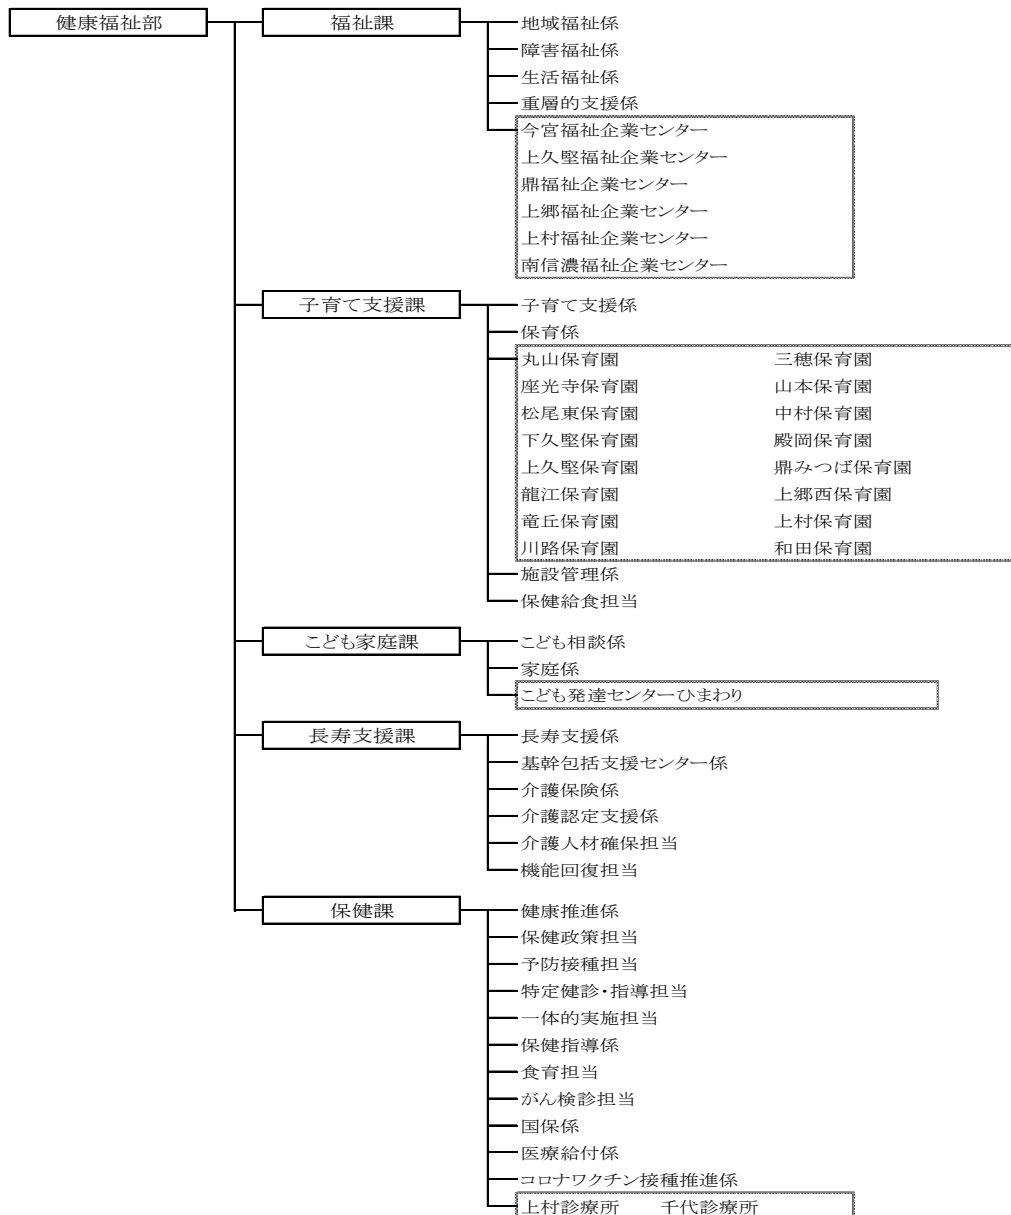 健康福祉部 福祉課 地域福祉係
障害福祉係
生活福祉係
重層的支援係
今宮福祉企業センター
上久堅福祉企業センター
鼎福祉企業センター
上郷福祉企業センター
上村福祉企業センター
南信濃福祉企業センター
子育て支援課 子育て支援係
保育係
丸山保育園 三穂保育園
座光寺保育園 山本保育園
松尾東保育園 中村保育園
下久堅保育園 殿岡保育園
上久堅保育園 鼎みつば保育園
龍江保育園 上郷西保育園
竜丘保育園 上村保育園
川路保育園 和田保育園
施設管理係
保健給食担当
こども家庭課 こども相談係
家庭係
こども発達センターひまわり
長寿支援課 長寿支援係
基幹包括支援センター係
介護保険係
介護認定支援係
介護人材確保担当
機能回復担当
保健課 健康推進係
保健政策担当
予防接種担当
特定健診・指導担当
一体的実施担当
保健指導係
食育担当
がん検診担当
国保係
医療給付係
コロナワクチン接種推進係
上村診療所 千代診療所